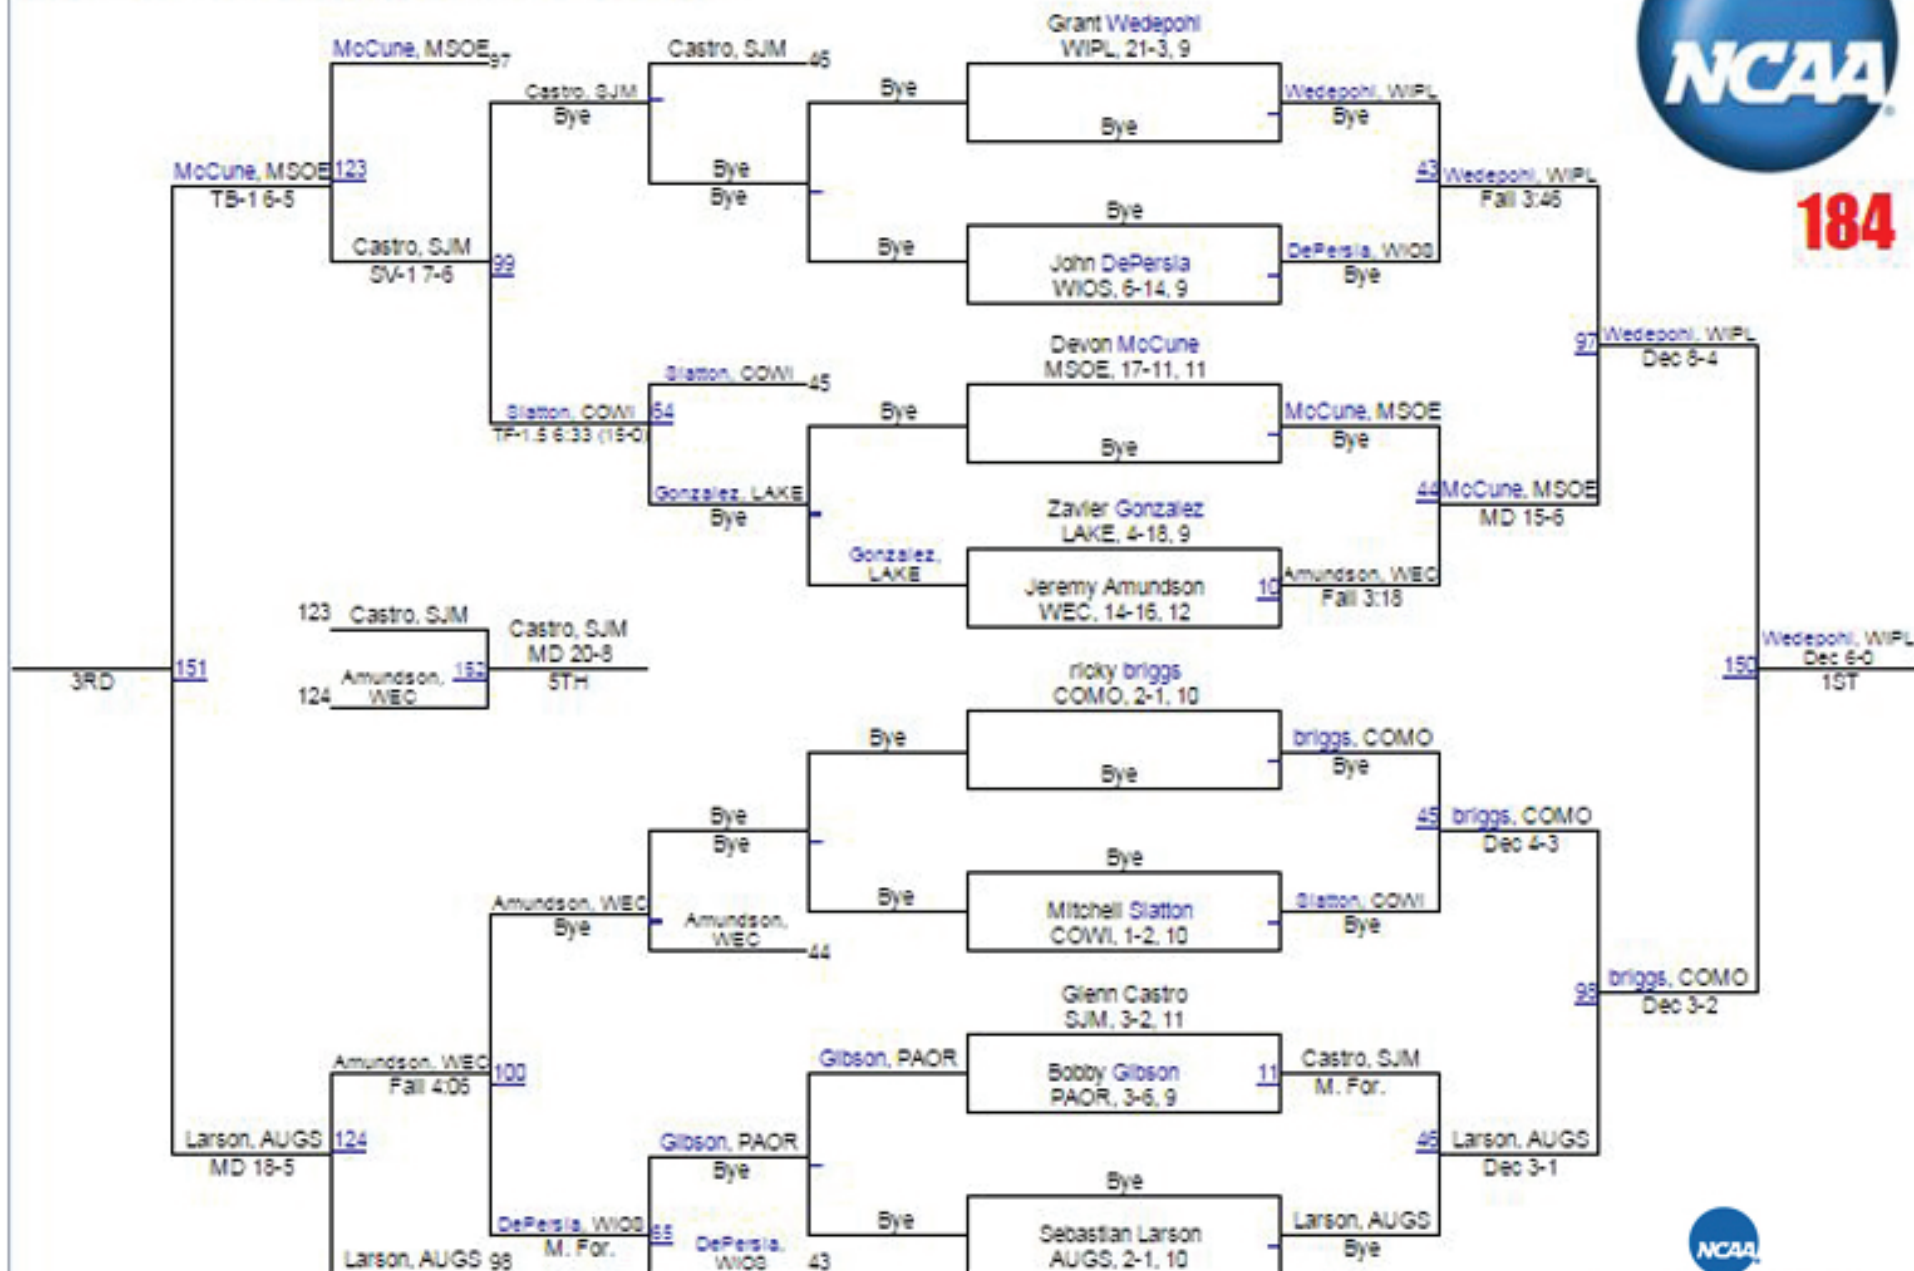 McCune, MSOE 97
Castro, SJM 46
Grant Wedepohl
WIPL, 21-3, 9
NCAA
Castro, SJM
Bye
Bye
Bye
Wedepohl, WIPL
Bye
McCune, MSOE 123
TB-1 6-5
Bye
Bye
43 Wedepohl, WIPL
Fall 3:46
184
Bye
Castro, SJM
SV-1 7-6
99
Bye
John DePersia
WIOS, 6-14, 9
DePersia, WIOS
Bye
Devon McCune
MSOE, 17-11, 11
97 Wedepohl, WIPL
Dec 8-4
Slatton, COWI 45
Slatton, COWI 64
TF-1.5 6:33 (15-0)
Bye
Bye
McCune, MSOE
Bye
Gonzalez, LAKE
Bye
Zavier Gonzalez
LAKE, 4-18, 9
44 McCune, MSOE
MD 15-6
Gonzalez,
LAKE
Jeremy Amundson
WEC, 14-16, 12
10 Amundson, WEC
Fall 3:18
123 Castro, SJM
Castro, SJM
MD 20-8
5TH
Amundson,
WEC
152
124
3RD
151
ricky briggs
COMO, 2-1, 10
150
Wedepohl, WIPL
Dec 6-0
1ST
Bye
Bye
briggs, COMO
Bye
Bye
Bye
45 briggs, COMO
Dec 4-3
Bye
Amundson, WEC
Bye
Amundson,
WEC
44
Bye
Mitchell Slatton
COWI, 1-2, 10
Slatton, COWI
Bye
98 briggs, COMO
Dec 3-2
Glenn Castro
SJM, 3-2, 11
Amundson, WEC
Fall 4:05
100
Gibson, PAOR
Bobby Gibson
PAOR, 3-6, 9
11 Castro, SJM
M. For.
Larson, AUGS 124
MD 18-5
Gibson, PAOR
Bye
46 Larson, AUGS
Dec 3-1
Bye
DePersia, WIOS
M. For.
DePersia,
WIOS
43
Bye
Sebastian Larson
AUGS, 2-1, 10
Larson, AUGS
Bye
Larson, AUGS 98
NCAA